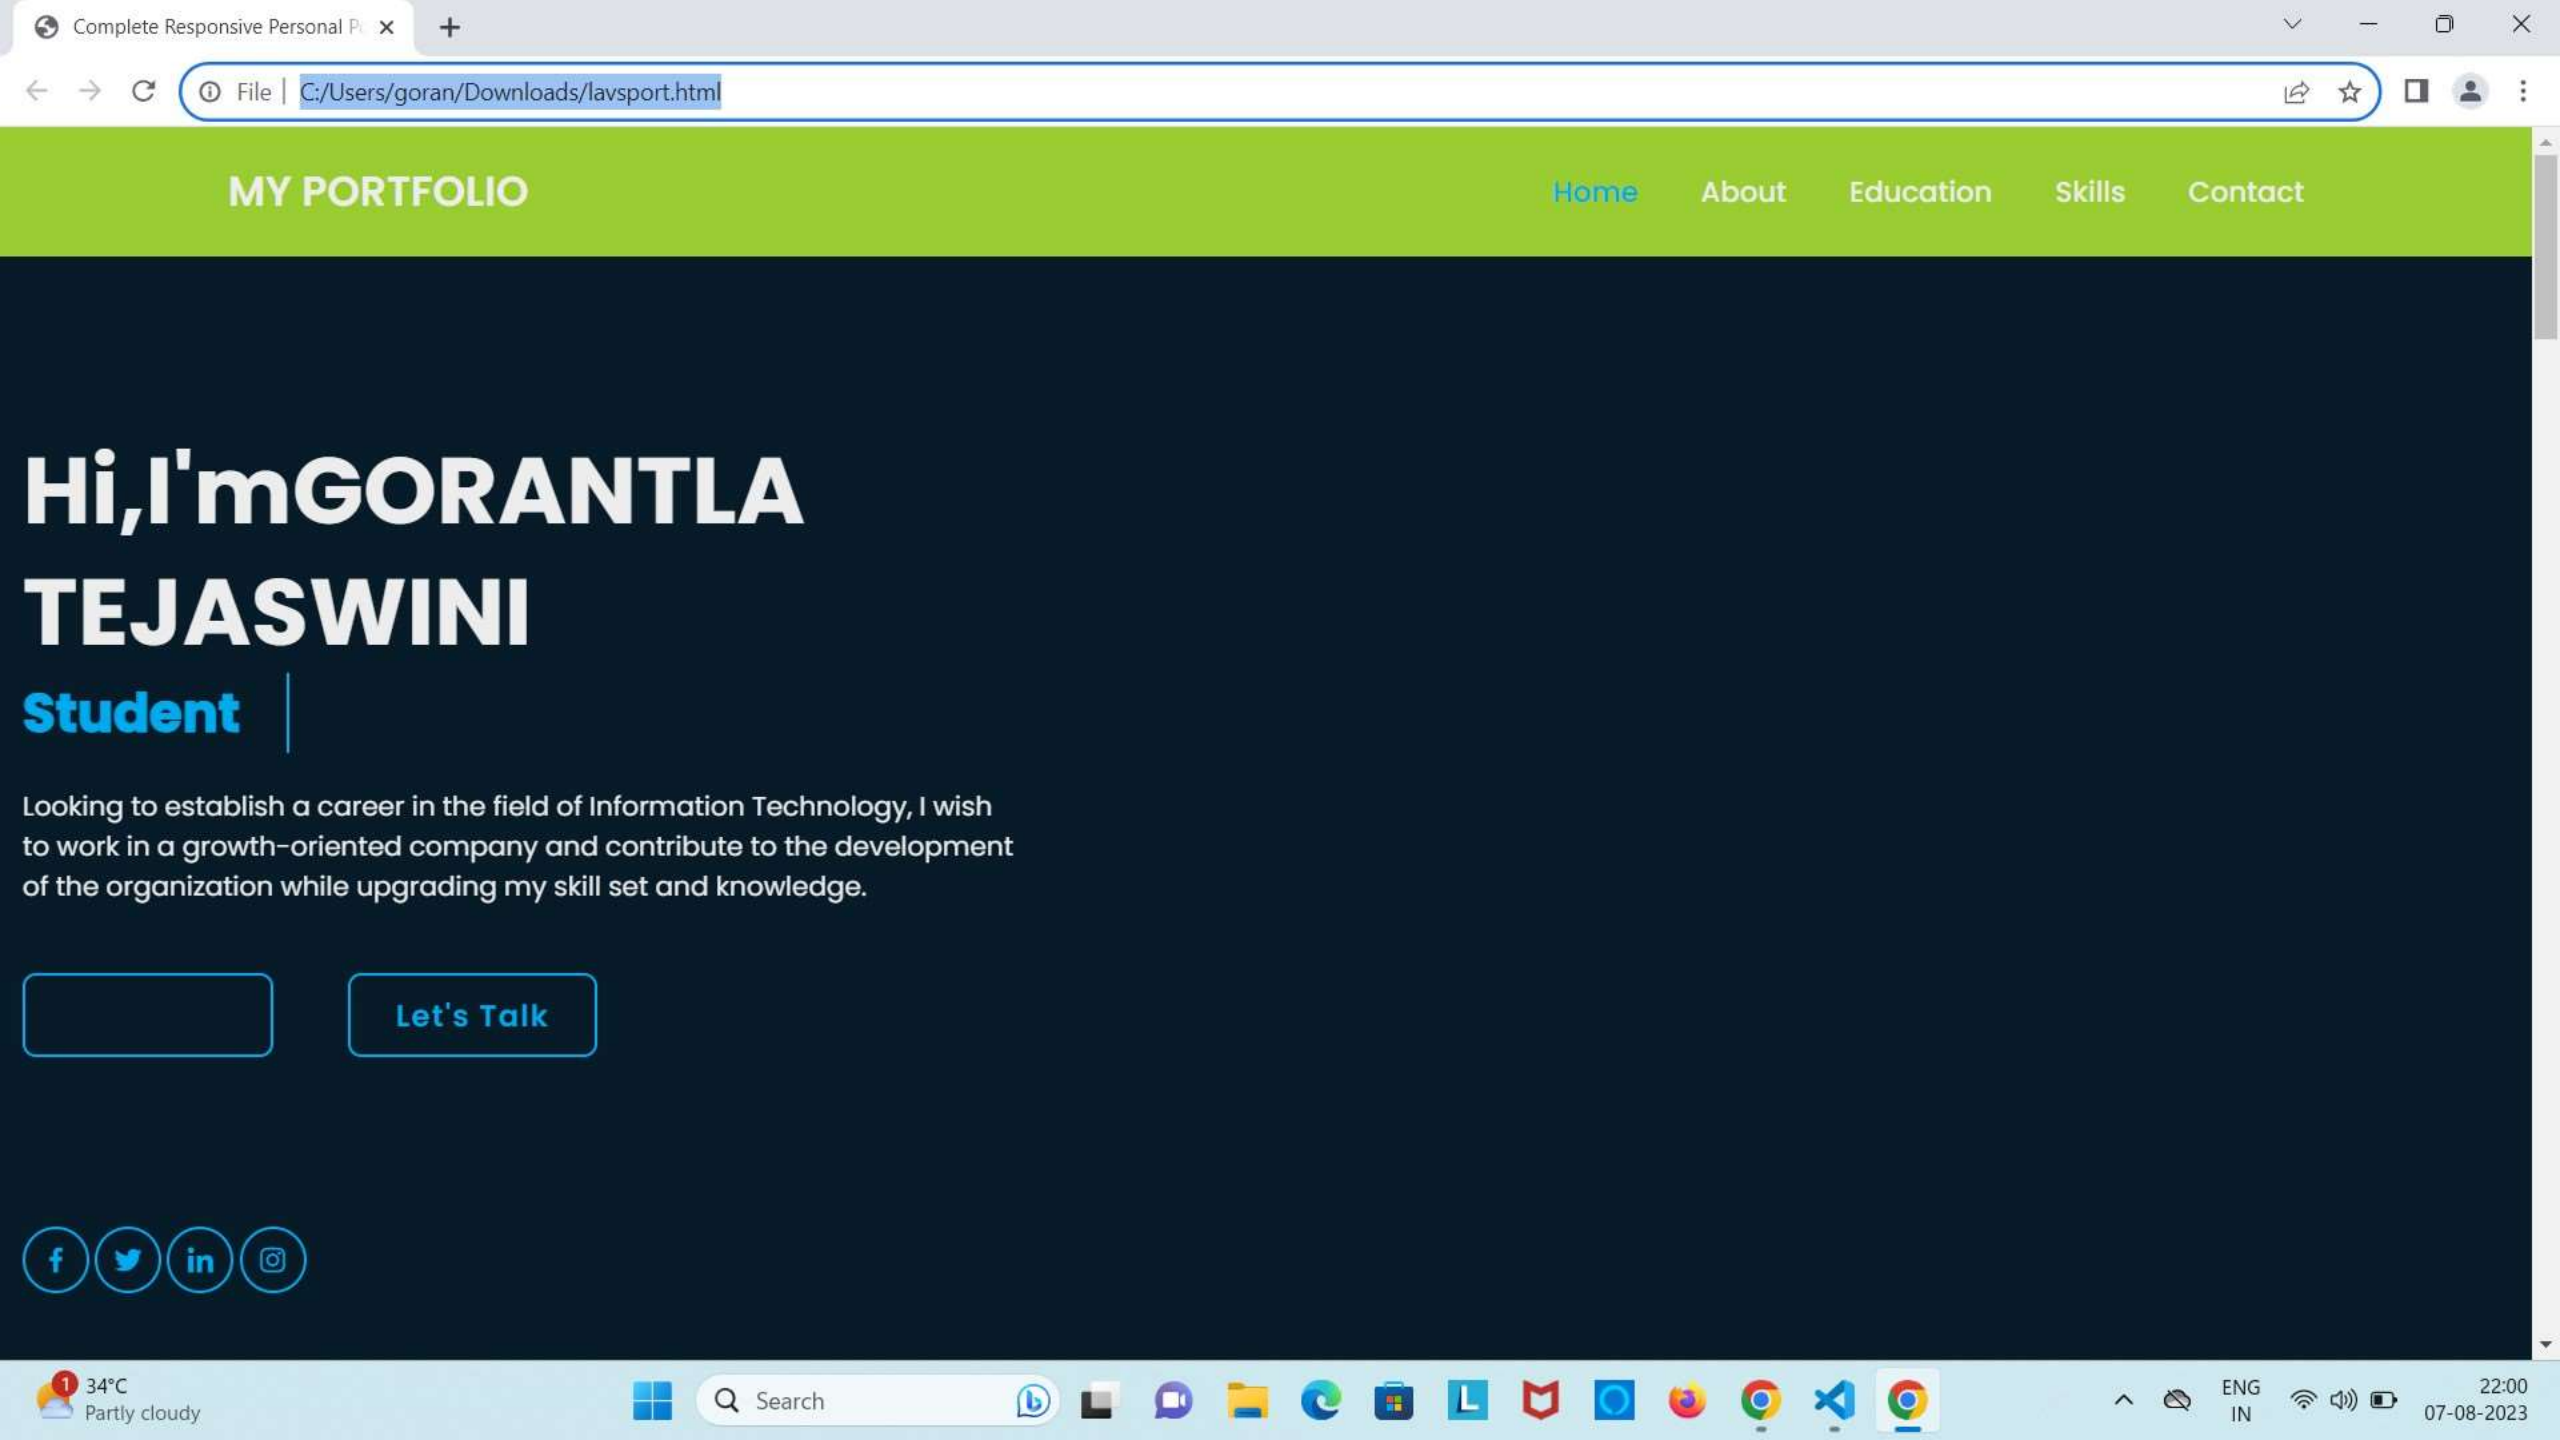 Complete Responsive Personal P
File
C:/Users/goran/Downloads/lavsport.html
MY PORTFOLIO
Home
About
Education
Skills
Contact
Hi,I'mGORANTLA
TEJASWINI
Student
Looking to establish a career in the field of Information Technology, I wish
to work in a growth-oriented company and contribute to the development
of the organization while upgrading my skill set and knowledge.
Let's Talk
f
in
1
34°C
Partly cloudy
Search
b
L
ENG
IN
22:00
07-08-2023